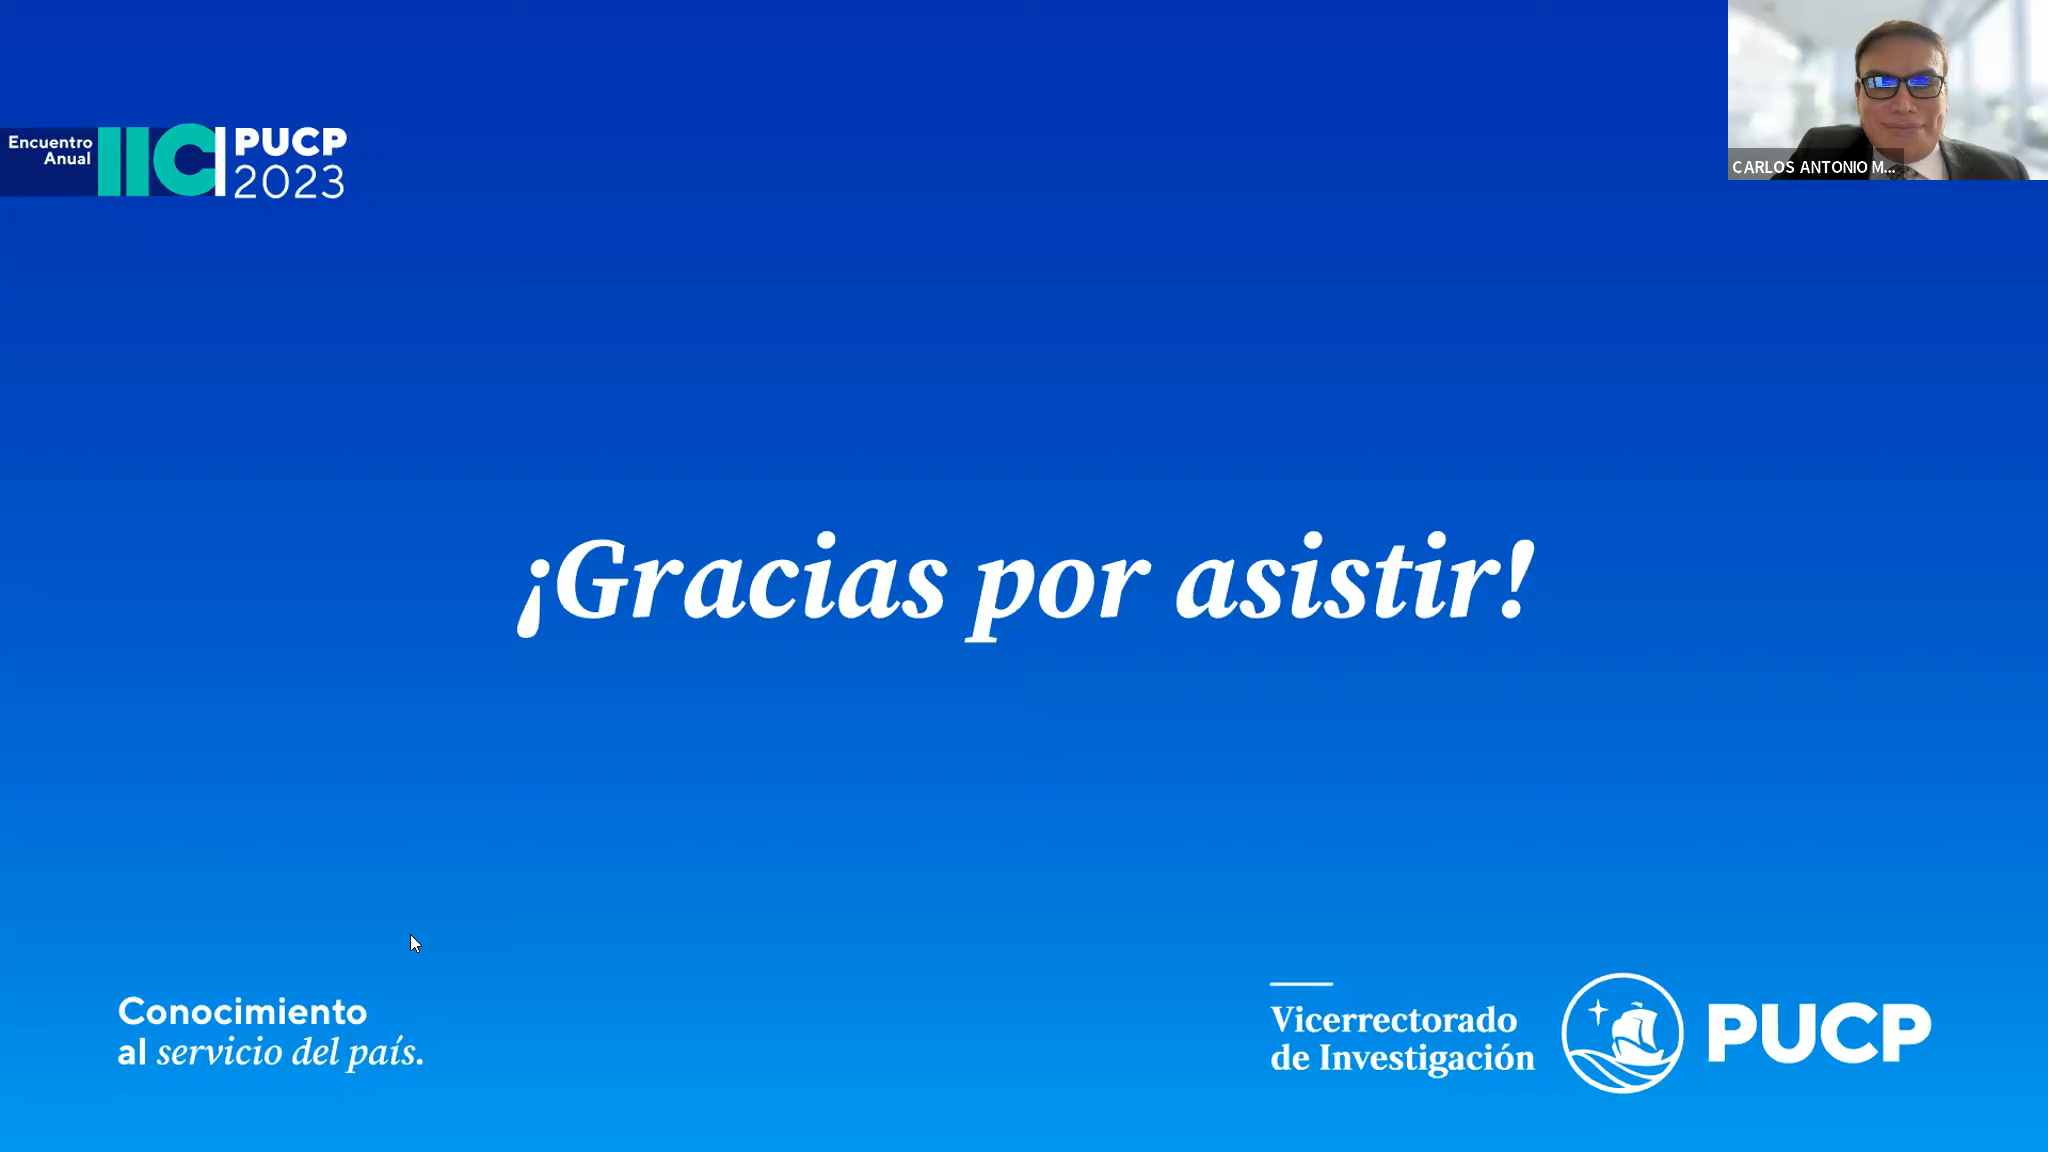 Encuentro
Anual
IIC
PUCP
2023
CARLOS ANTONIO M...
¡Gracias por asistir!
Conocimiento
al servicio del país.
Vicerrectorado
de Investigación
PUCP